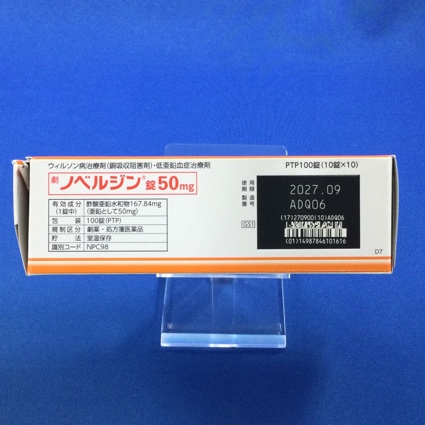 ウィルソン病治療剤(銅吸収阻害剤)・低亜鉛血症治療剤
PTP100錠(10錠×10)
劇 ノベルジン®錠50mg
有効成分(1錠中) 酢酸亜鉛水和物167.84mg(亜鉛として50mg)
包装 100錠(PTP)
規制区分 劇薬・処方箋医薬品
貯法 室温保存
識別コード NPC98
使用期限 2027.09
製造番号 ADQ06
GS1
(17)270900(10)ADQ06
(01)14987846101616
D7